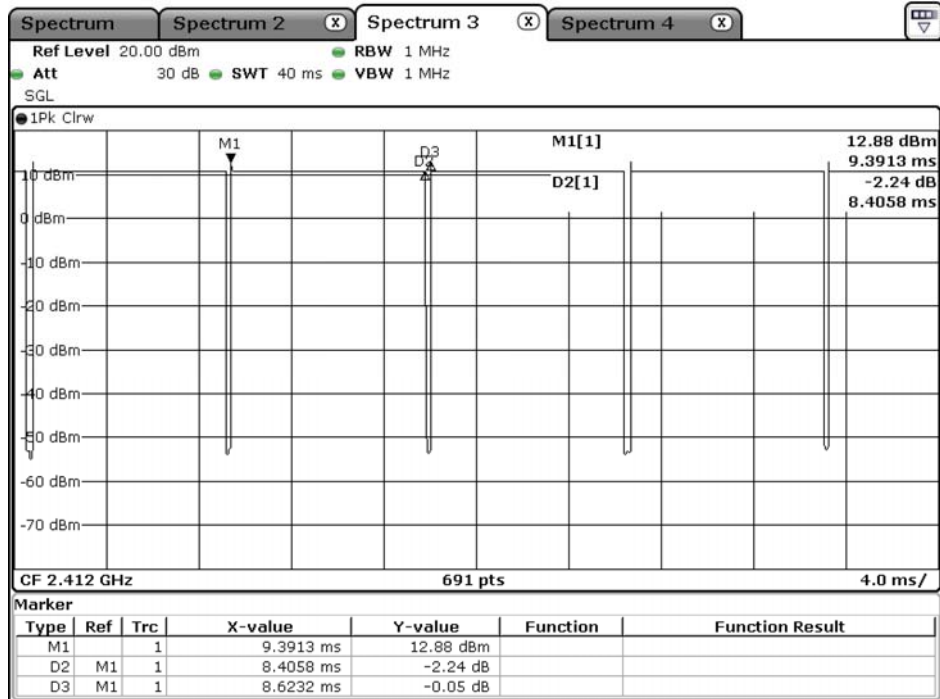 Spectrum Spectrum 2 X Spectrum 3 X Spectrum 4 X
Ref Level 20.00 dBm RBW 1 MHz
Att 30 dB SWT 40 ms VBW 1 MHz
SGL
1Pk Clrw
M1[1] 12.88 dBm
9.3913 ms
D2[1] -2.24 dB
8.4058 ms
M1
D3
D2
10 dBm
0 dBm
-10 dBm
-20 dBm
-30 dBm
-40 dBm
-50 dBm
-60 dBm
-70 dBm
CF 2.412 GHz 691 pts 4.0 ms/
Marker
Type Ref Trc X-value Y-value Function Function Result
M1 1 9.3913 ms 12.88 dBm
D2 M1 1 8.4058 ms -2.24 dB
D3 M1 1 8.6232 ms -0.05 dB